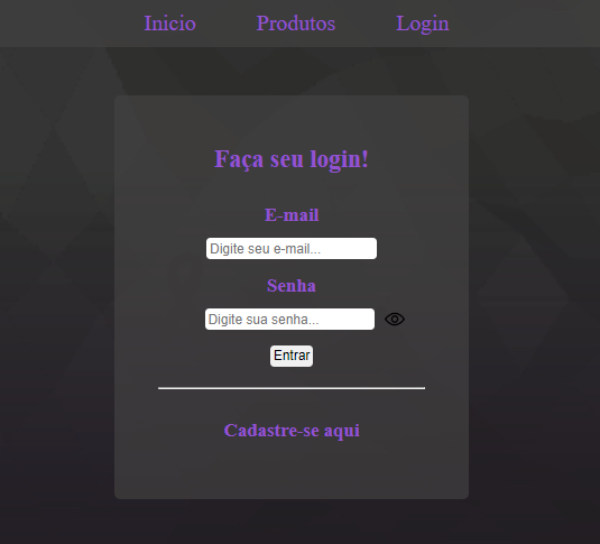 Inicio Produtos Login
Faça seu login!
E-mail
Digite seu e-mail...
Senha
Digite sua senha...
Entrar
Cadastre-se aqui